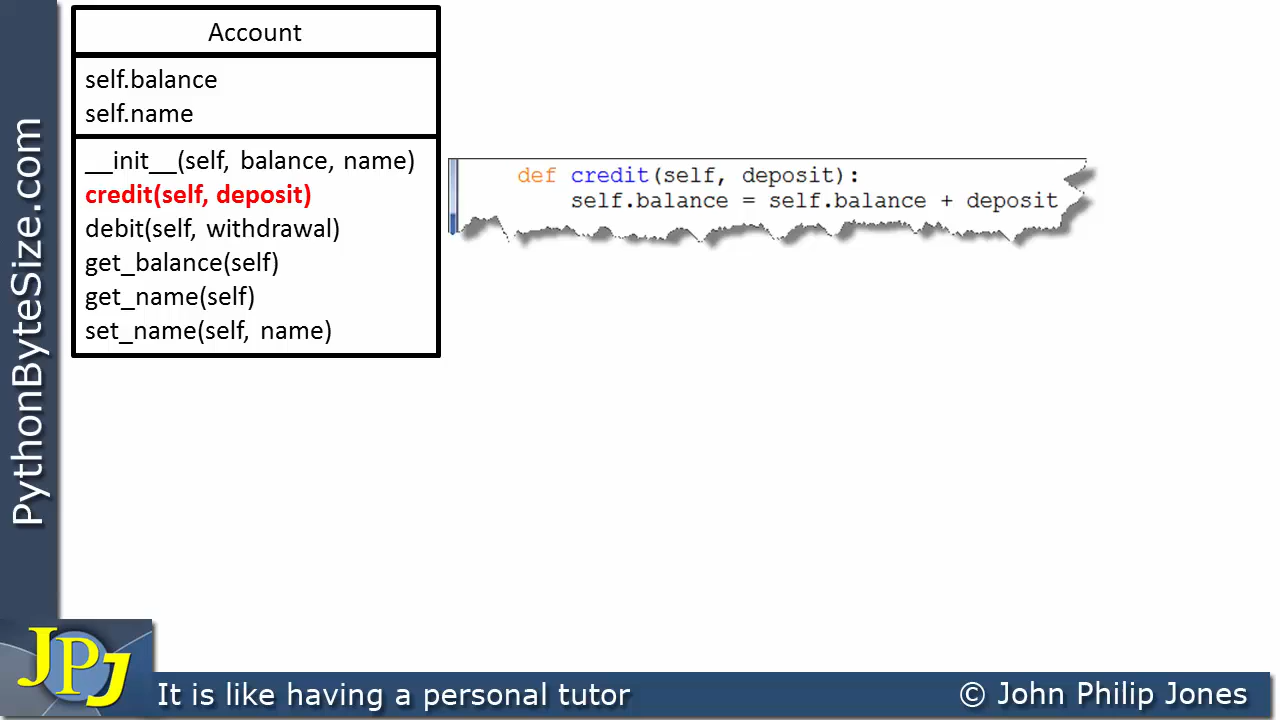 PythonByteSize.com
Account
self.balance
self.name
__init__(self, balance, name)
credit(self, deposit)
debit(self, withdrawal)
get_balance(self)
get_name(self)
set_name(self, name)
def credit(self, deposit):
self.balance = self.balance + deposit
JPJ
It is like having a personal tutor
© John Philip Jones